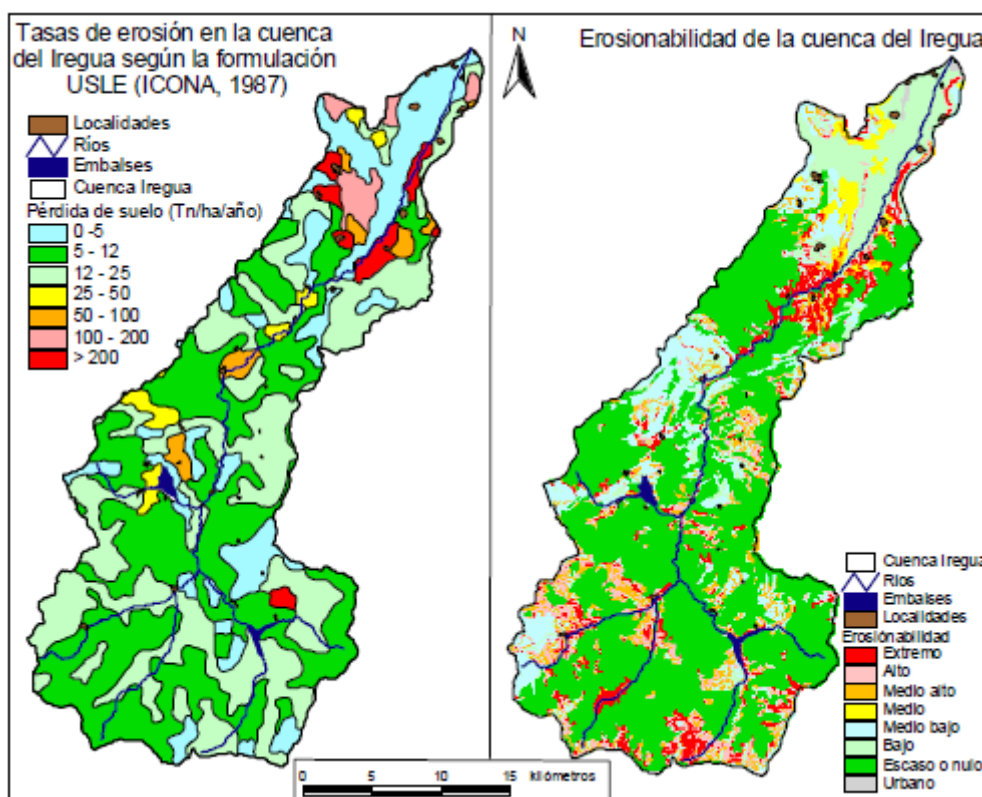 Tasas de erosión en la cuenca
del Iregua según la formulación
USLE (ICONA, 1987)
Localidades
Ríos
Embalses
Cuenca Iregua
Pérdida de suelo (Tn/ha/año)
0 -5
5 - 12
12 - 25
25 - 50
50 - 100
100 - 200
> 200
N
Erosionabilidad de la cuenca del Iregua
Cuenca Iregua
Ríos
Embalses
Localidades
Erosiónabilidad
Extremo
Alto
Medio alto
Medio
Medio bajo
Bajo
Escaso o nulo
Urbano
0 5 10 15 kilómetros